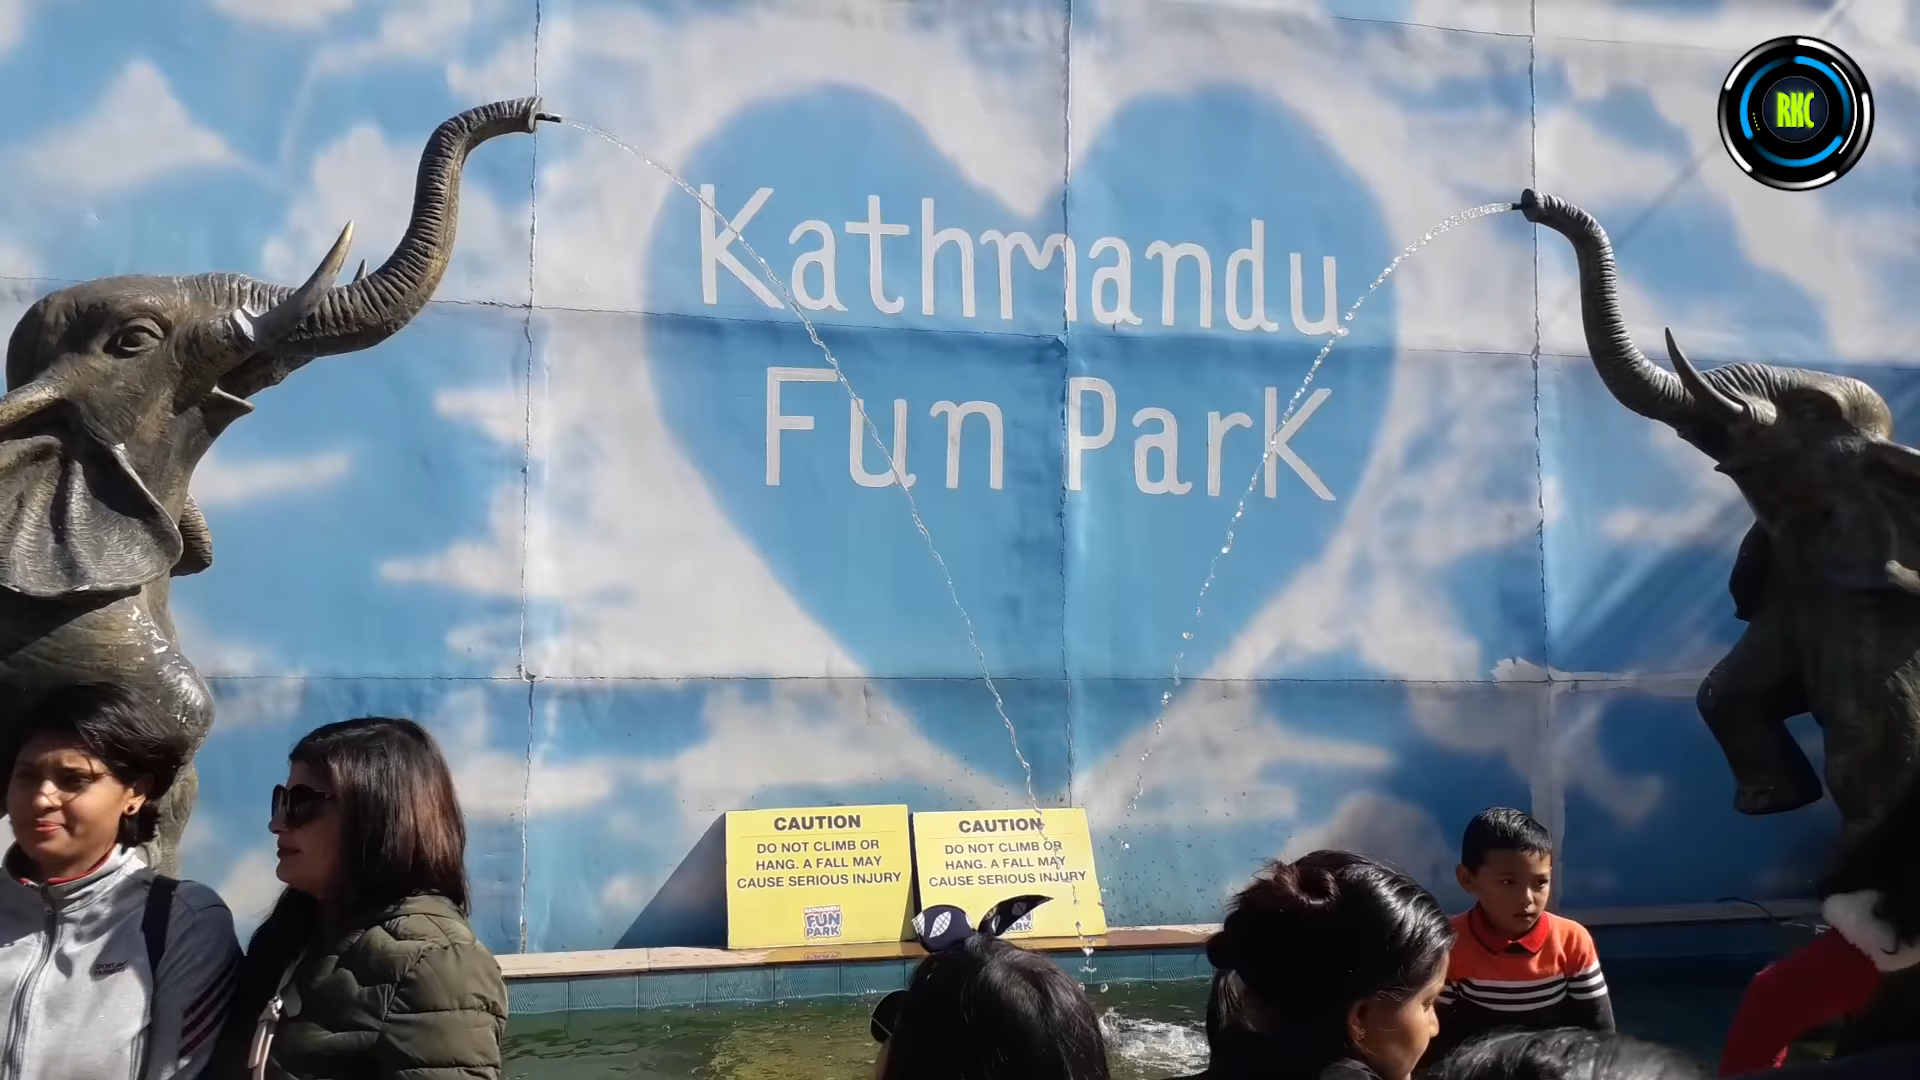 RKC
Kathmandu
Fun Park
CAUTION
DO NOT CLIMB OR
HANG. A FALL MAY
CAUSE SERIOUS INJURY
KATHMANDU
FUN
PARK
CAUTION
DO NOT CLIMB OR
HANG. A FALL MAY
CAUSE SERIOUS INJURY